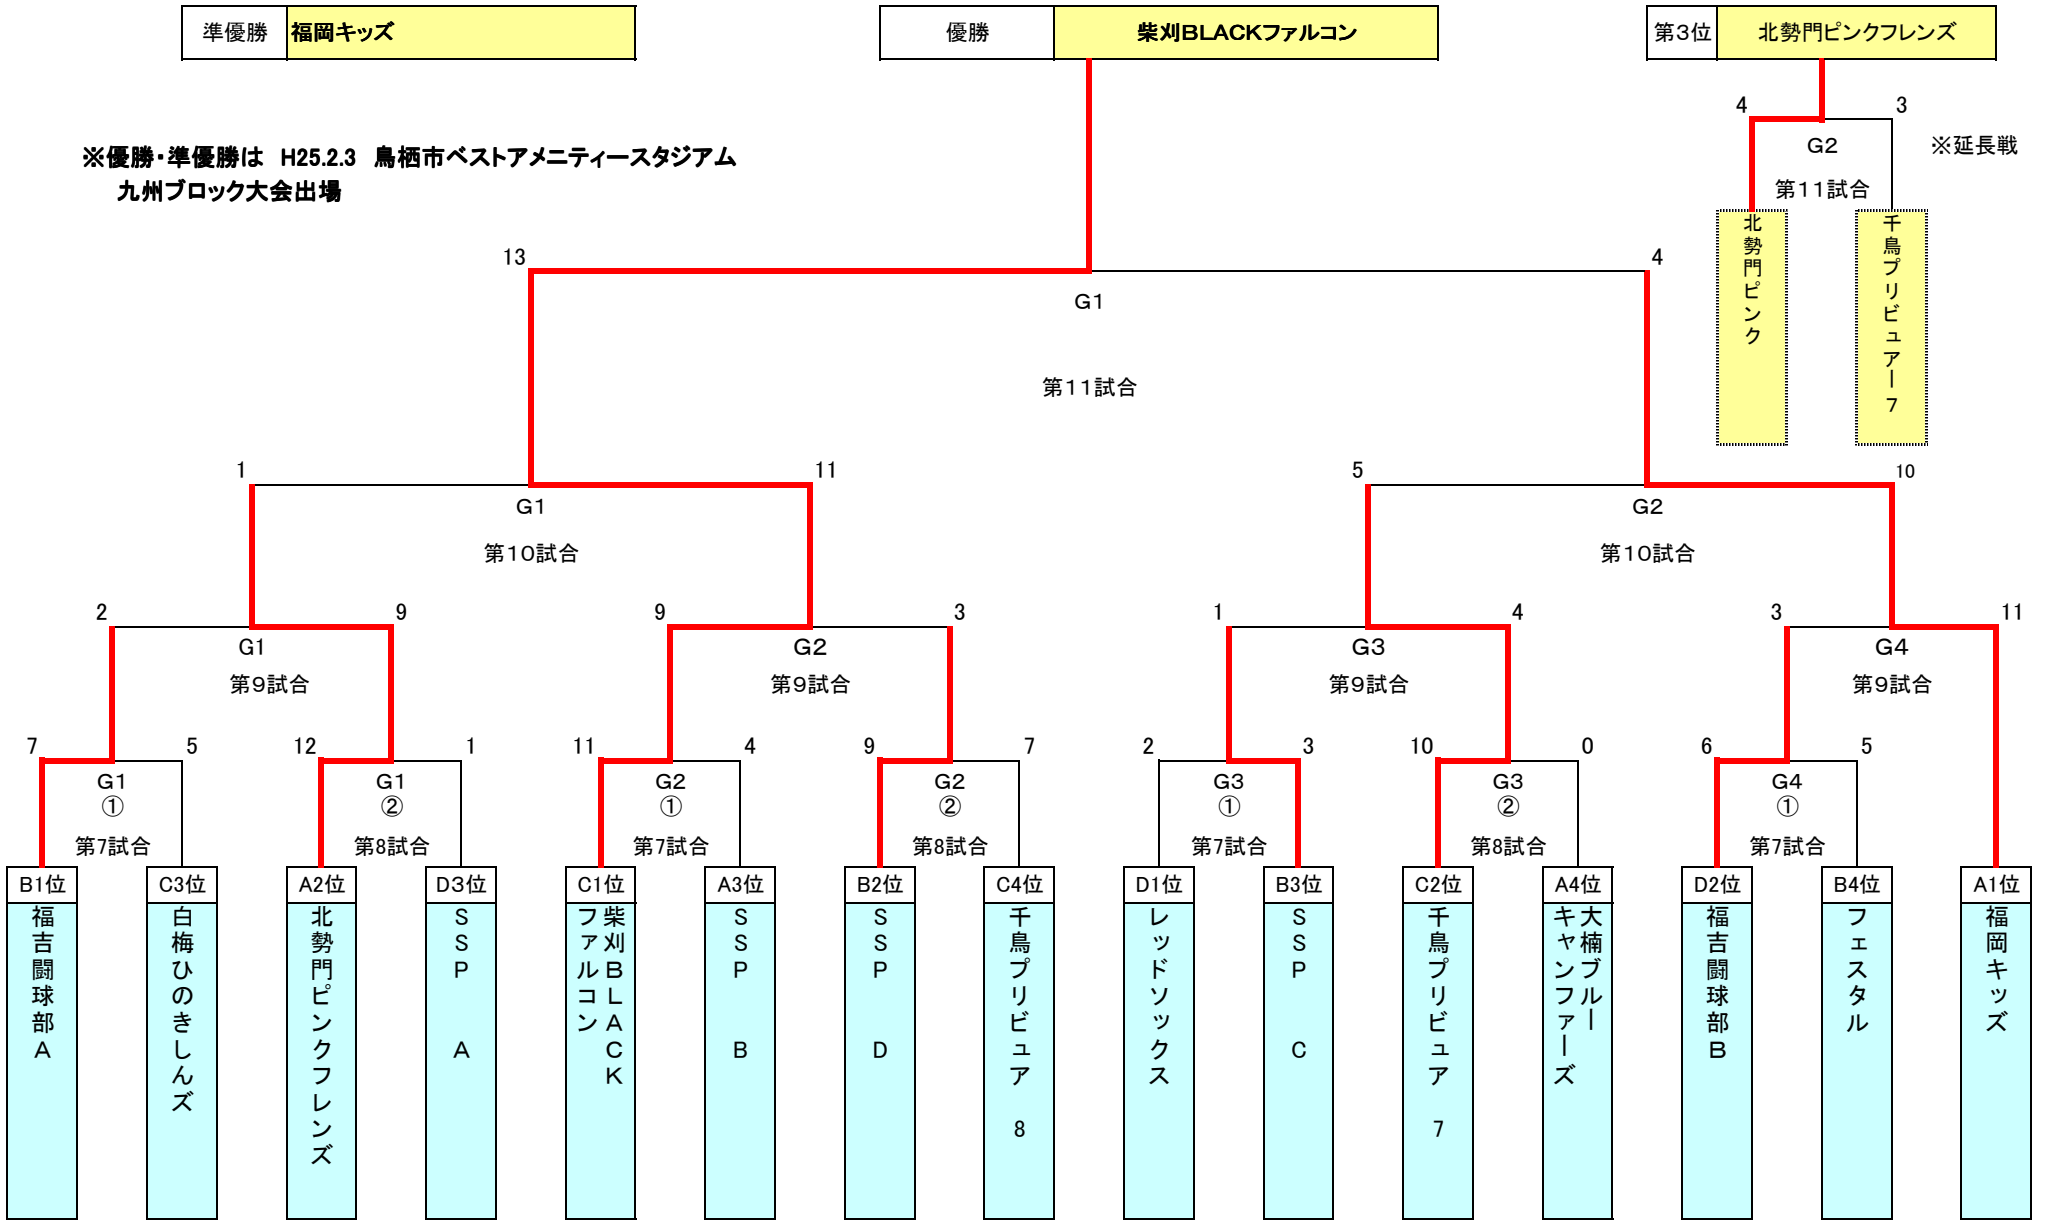 準優勝 福岡キッズ
優勝 柴刈BLACKファルコン
第3位 北勢門ピンクフレンズ
4 3
G2 ※延長戦
第11試合
※優勝・準優勝は H25.2.3 鳥栖市ベストアメニティースタジアム
九州ブロック大会出場
北勢門ピンク
千鳥プリビュアー7
13 4
G1
第11試合
1 11 5 10
G1 G2
第10試合 第10試合
2 9 9 3 1 4 3 11
G1 G2 G3 G4
第9試合 第9試合 第9試合 第9試合
7 5 12 1 11 4 9 7 2 3 10 0 6 5
G1 G1 G2 G2 G3 G3 G4
① ② ① ② ① ② ①
第7試合 第8試合 第7試合 第8試合 第7試合 第8試合 第7試合
B1位 C3位 A2位 D3位 C1位 A3位 B2位 C4位 D1位 B3位 C2位 A4位 D2位 B4位 A1位
福吉闘球部A
白梅ひのきしんズ
北勢門ピンクフレンズ
SSP A
柴刈BLACK
ファルコン
SSP B
SSP D
千鳥プリビュア 8
レッドソックス
SSP C
千鳥プリビュア 7
大楠ブルー
キャンファーズ
福吉闘球部B
フェスタル
福岡キッズ